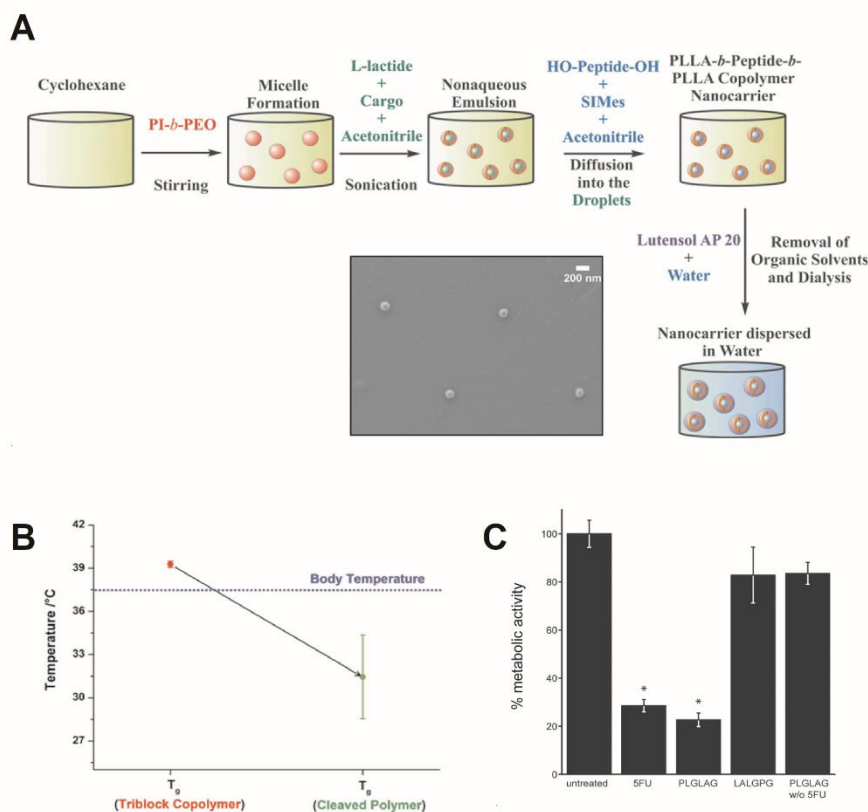 A
Cyclohexane
PI-b-PEO
Stirring
Micelle
Formation
L-lactide
+
Cargo
+
Acetonitrile
Sonication
Nonaqueous
Emulsion
HO-Peptide-OH
+
SIMes
+
Acetonitrile
Diffusion
into the
Droplets
PLLA-b-Peptide-b-
PLLA Copolymer
Nanocarrier
Lutensol AP 20
+
Water
Removal of
Organic Solvents
and Dialysis
200 nm
Nanocarrier dispersed
in Water
B
Temperature /°C
42
39
36
33
30
27
Body Temperature
Tg
(Triblock Copolymer)
Tg
(Cleaved Polymer)
C
% metabolic activity
100
80
60
40
20
0
*
*
untreated
5FU
PLGLAG
LALGPG
PLGLAG
w/o 5FU